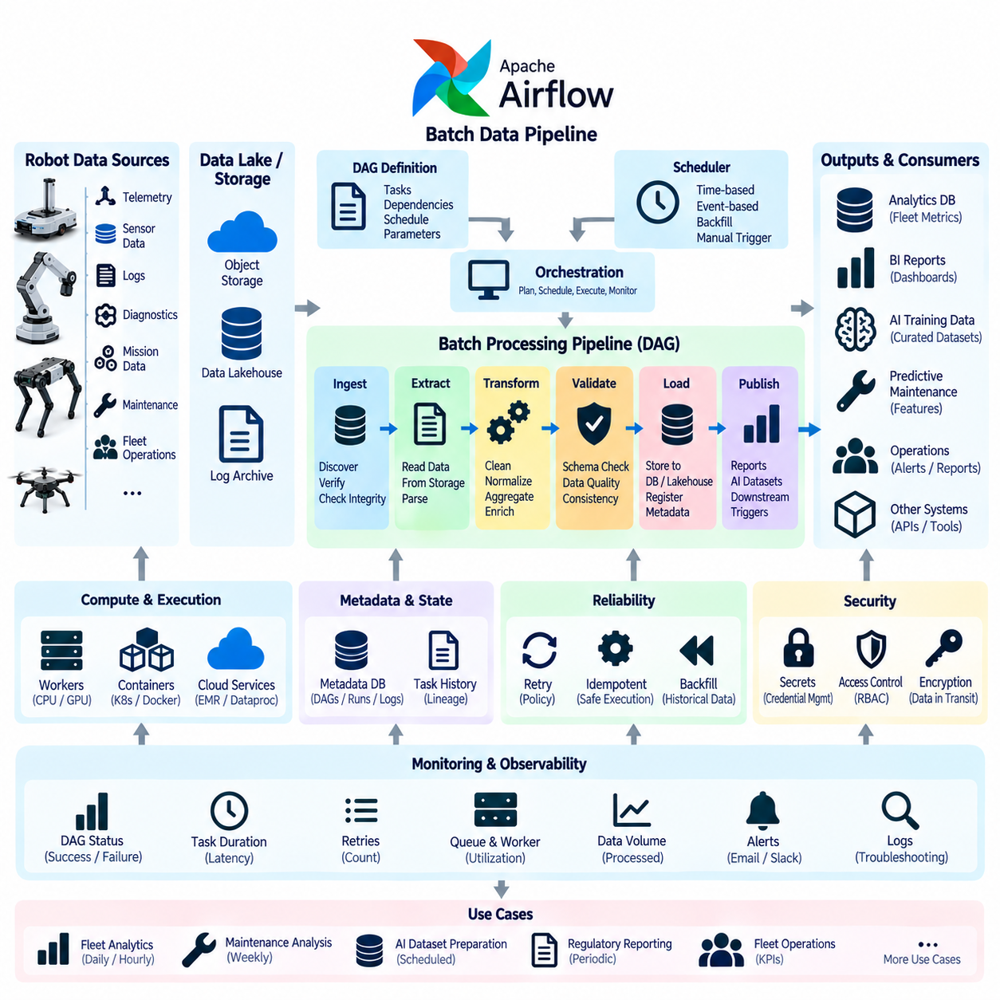 Apache
Airflow
Batch Data Pipeline
Robot Data Sources
Telemetry
Sensor
Data
Logs
Diagnostics
Mission
Data
Maintenance
Fleet
Operations
...
Data Lake /
Storage
Object
Storage
Data Lakehouse
Log Archive
DAG Definition
Tasks
Dependencies
Schedule
Parameters
Scheduler
Time-based
Event-based
Backfill
Manual Trigger
Orchestration
Plan, Schedule, Execute, Monitor
Batch Processing Pipeline (DAG)
Ingest
Discover
Verify
Check Integrity
Extract
Read Data
From Storage
Parse
Transform
Clean
Normalize
Aggregate
Enrich
Validate
Schema Check
Data Quality
Consistency
Load
Store to
DB / Lakehouse
Register
Metadata
Publish
Reports
AI Datasets
Downstream
Triggers
Outputs & Consumers
Analytics DB
(Fleet Metrics)
BI Reports
(Dashboards)
AI Training Data
(Curated Datasets)
Predictive
Maintenance
(Features)
Operations
(Alerts / Reports)
Other Systems
(APIs / Tools)
Compute & Execution
Workers
(CPU / GPU)
Containers
(K8s / Docker)
Cloud Services
(EMR / Dataproc)
Metadata & State
Metadata DB
(DAGs / Runs / Logs)
Task History
(Lineage)
Reliability
Retry
(Policy)
Idempotent
(Safe Execution)
Backfill
(Historical Data)
Security
Secrets
(Credential Mgmt)
Access Control
(RBAC)
Encryption
(Data in Transit)
Monitoring & Observability
DAG Status
(Success / Failure)
Task Duration
(Latency)
Retries
(Count)
Queue & Worker
(Utilization)
Data Volume
(Processed)
Alerts
(Email / Slack)
Logs
(Troubleshooting)
Use Cases
Fleet Analytics
(Daily / Hourly)
Maintenance Analysis
(Weekly)
AI Dataset Preparation
(Scheduled)
Regulatory Reporting
(Periodic)
Fleet Operations
(KPIs)
...
More Use Cases